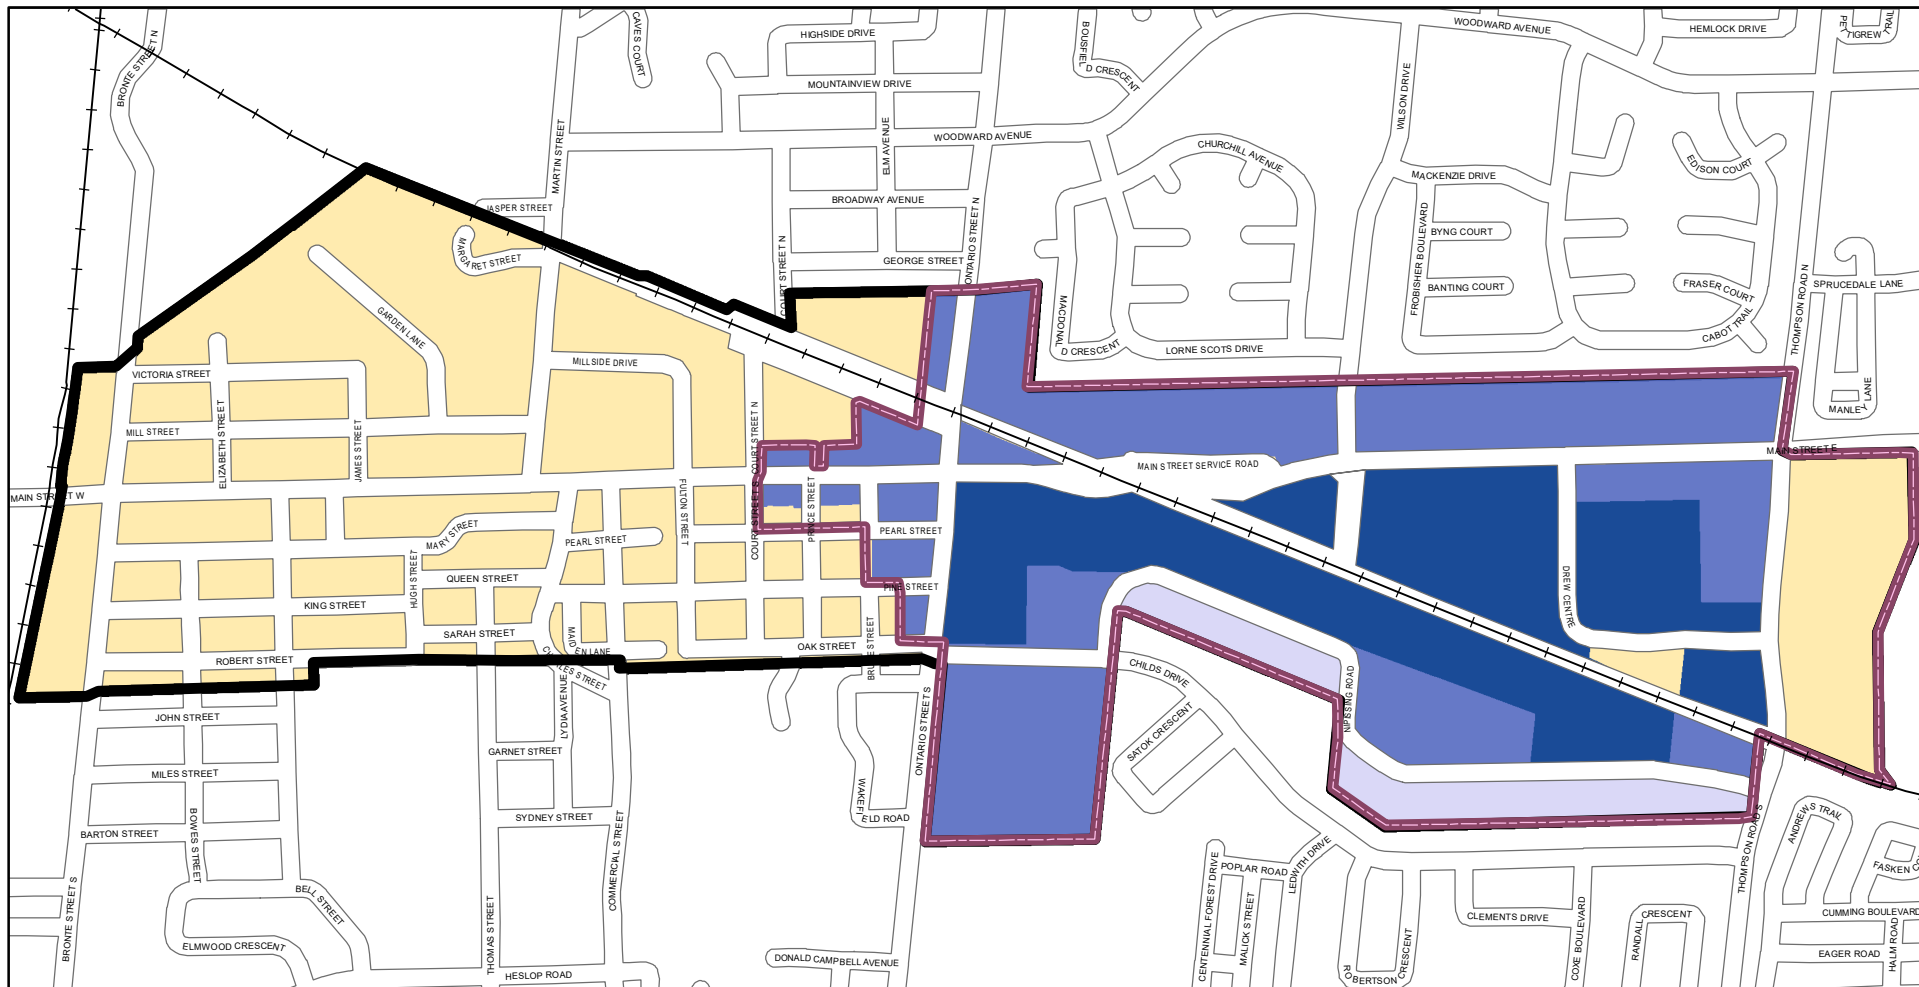 BRONTE STREET N
CAVES COURT
HIGHSIDE DRIVE
BOUSFIELD CRESCENT
WOODWARD AVENUE
HEMLOCK DRIVE
PETTIGREW TRAIL
MOUNTAINVIEW DRIVE
WILSON DRIVE
MARTIN STREET
ELM AVENUE
WOODWARD AVENUE
CHURCHILL AVENUE
EDISON COURT
MACKENZIE DRIVE
BROADWAY AVENUE
JASPER STREET
MARGARET STREET
COURT STREET N
GEORGE STREET
ONTARIO STREET N
FROBISHER BOULEVARD
BYNG COURT
BANTING COURT
FRASER COURT
CABOT TRAIL
THOMPSON ROAD N
SPRUCEDALE LANE
MANLEY LANE
GARDEN LANE
MACDONALD CRESCENT
LORNE SCOTS DRIVE
VICTORIA STREET
MILLSIDE DRIVE
MILL STREET
ELIZABETH STREET
JAMES STREET
COURT STREET N
MAIN STREET W
FULTON STREET
COURT STREET S
PRINCE STREET
MAIN STREET SERVICE ROAD
MAIN STREET E
MARY STREET
PEARL STREET
PEARL STREET
HUGH STREET
QUEEN STREET
PINE STREET
KING STREET
SARAH STREET
MAIDEN LANE
OAK STREET
BRUCE STREET
DREW CENTRE
ROBERT STREET
CHARLES STREET
CHILDS DRIVE
NIPISSING ROAD
JOHN STREET
LYDIA AVENUE
ONTARIO STREET S
SATOK CRESCENT
GARNET STREET
MILES STREET
WAKEFIELD ROAD
SYDNEY STREET
BARTON STREET
BOWES STREET
COMMERCIAL STREET
THOMPSON ROAD S
ANDREWS TRAIL
LEDWITH DRIVE
POPLAR ROAD
CENTENNIAL FOREST DRIVE
MALICK STREET
FASKEN CO
BELL STREET
BRONTE STREET S
ELMWOOD CRESCENT
THOMAS STREET
HESLOP ROAD
DONALD CAMPBELL AVENUE
ROBERTSON CRESCENT
CLEMENTS DRIVE
COXE BOULEVARD
RANDALL CRESCENT
CUMMING BOULEVARD
EAGER ROAD
HALM ROAD